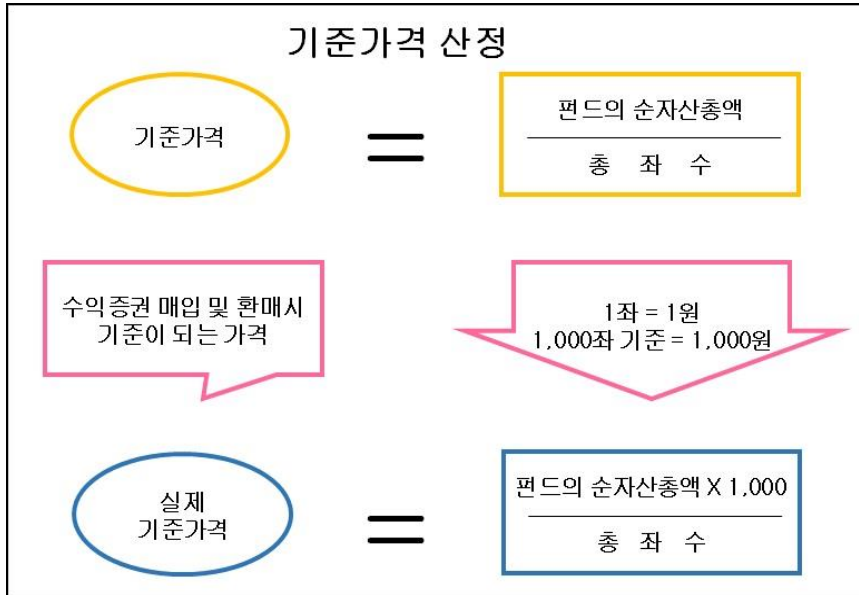 기준가격 산정
기준가격
=
펀드의 순자산총액
총 좌 수
수익증권 매입 및 환매시
기준이 되는 가격
1좌 = 1원
1,000좌 기준 = 1,000원
실제
기준가격
=
펀드의 순자산총액 X 1,000
총 좌 수